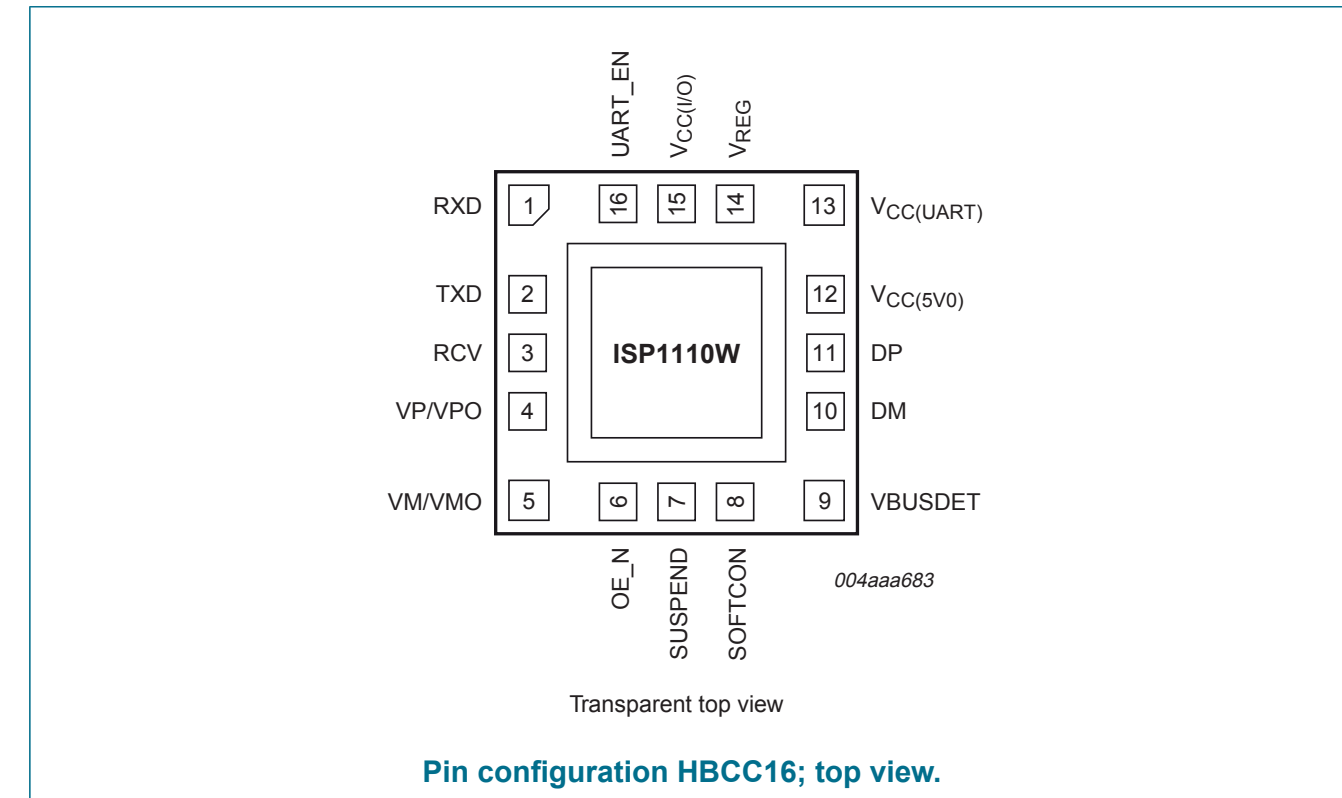 UART_EN
VCC(I/O)
VREG
RXD 1 16 15 14 13 VCC(UART)
TXD 2 12 VCC(5V0)
RCV 3 ISP1110W 11 DP
VP/VPO 4 10 DM
VM/VMO 5 6 7 8 9 VBUSDET
OE_N
SUSPEND
SOFTCON
004aaa683
Transparent top view
Pin configuration HBCC16; top view.